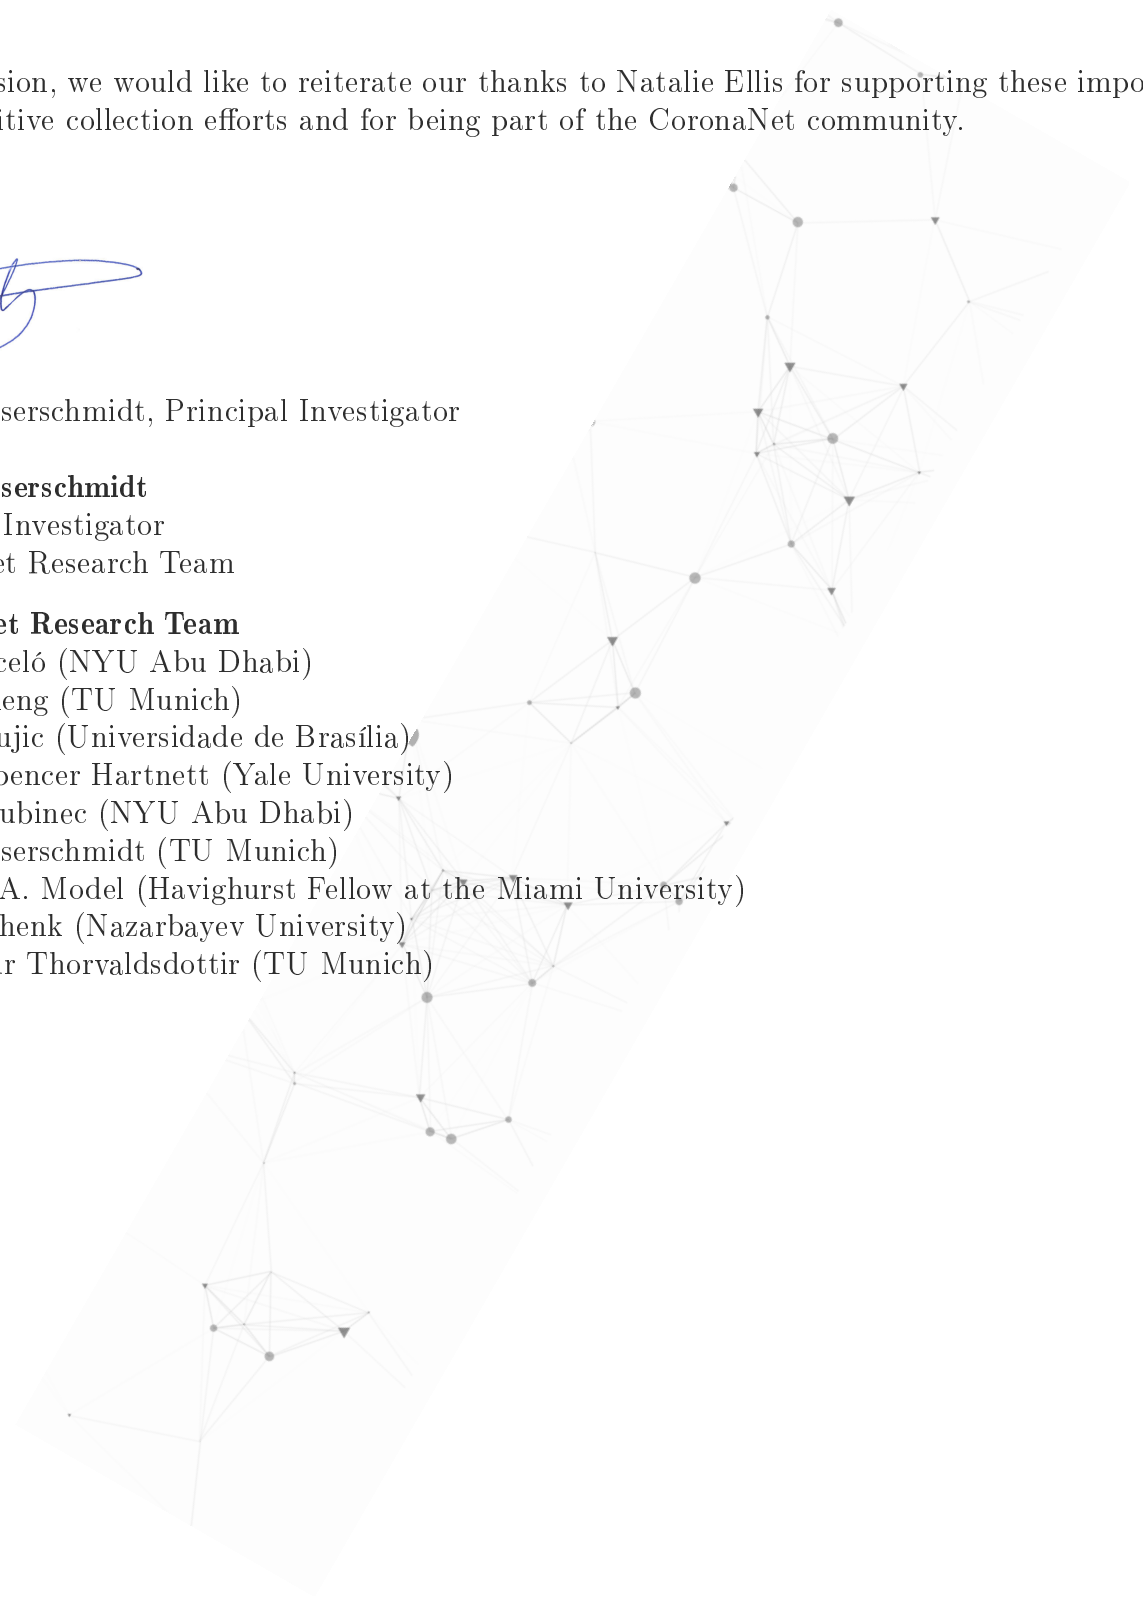 sion, we would like to reiterate our thanks to Natalie Ellis for supporting these impo
itive collection efforts and for being part of the CoronaNet community.
serschmidt, Principal Investigator
serschmidt
Investigator
et Research Team
et Research Team
celó (NYU Abu Dhabi)
eng (TU Munich)
ujic (Universidade de Brasília)
pencer Hartnett (Yale University)
ubinec (NYU Abu Dhabi)
serschmidt (TU Munich)
A. Model (Havighurst Fellow at the Miami University)
henk (Nazarbayev University)
r Thorvaldsdottir (TU Munich)